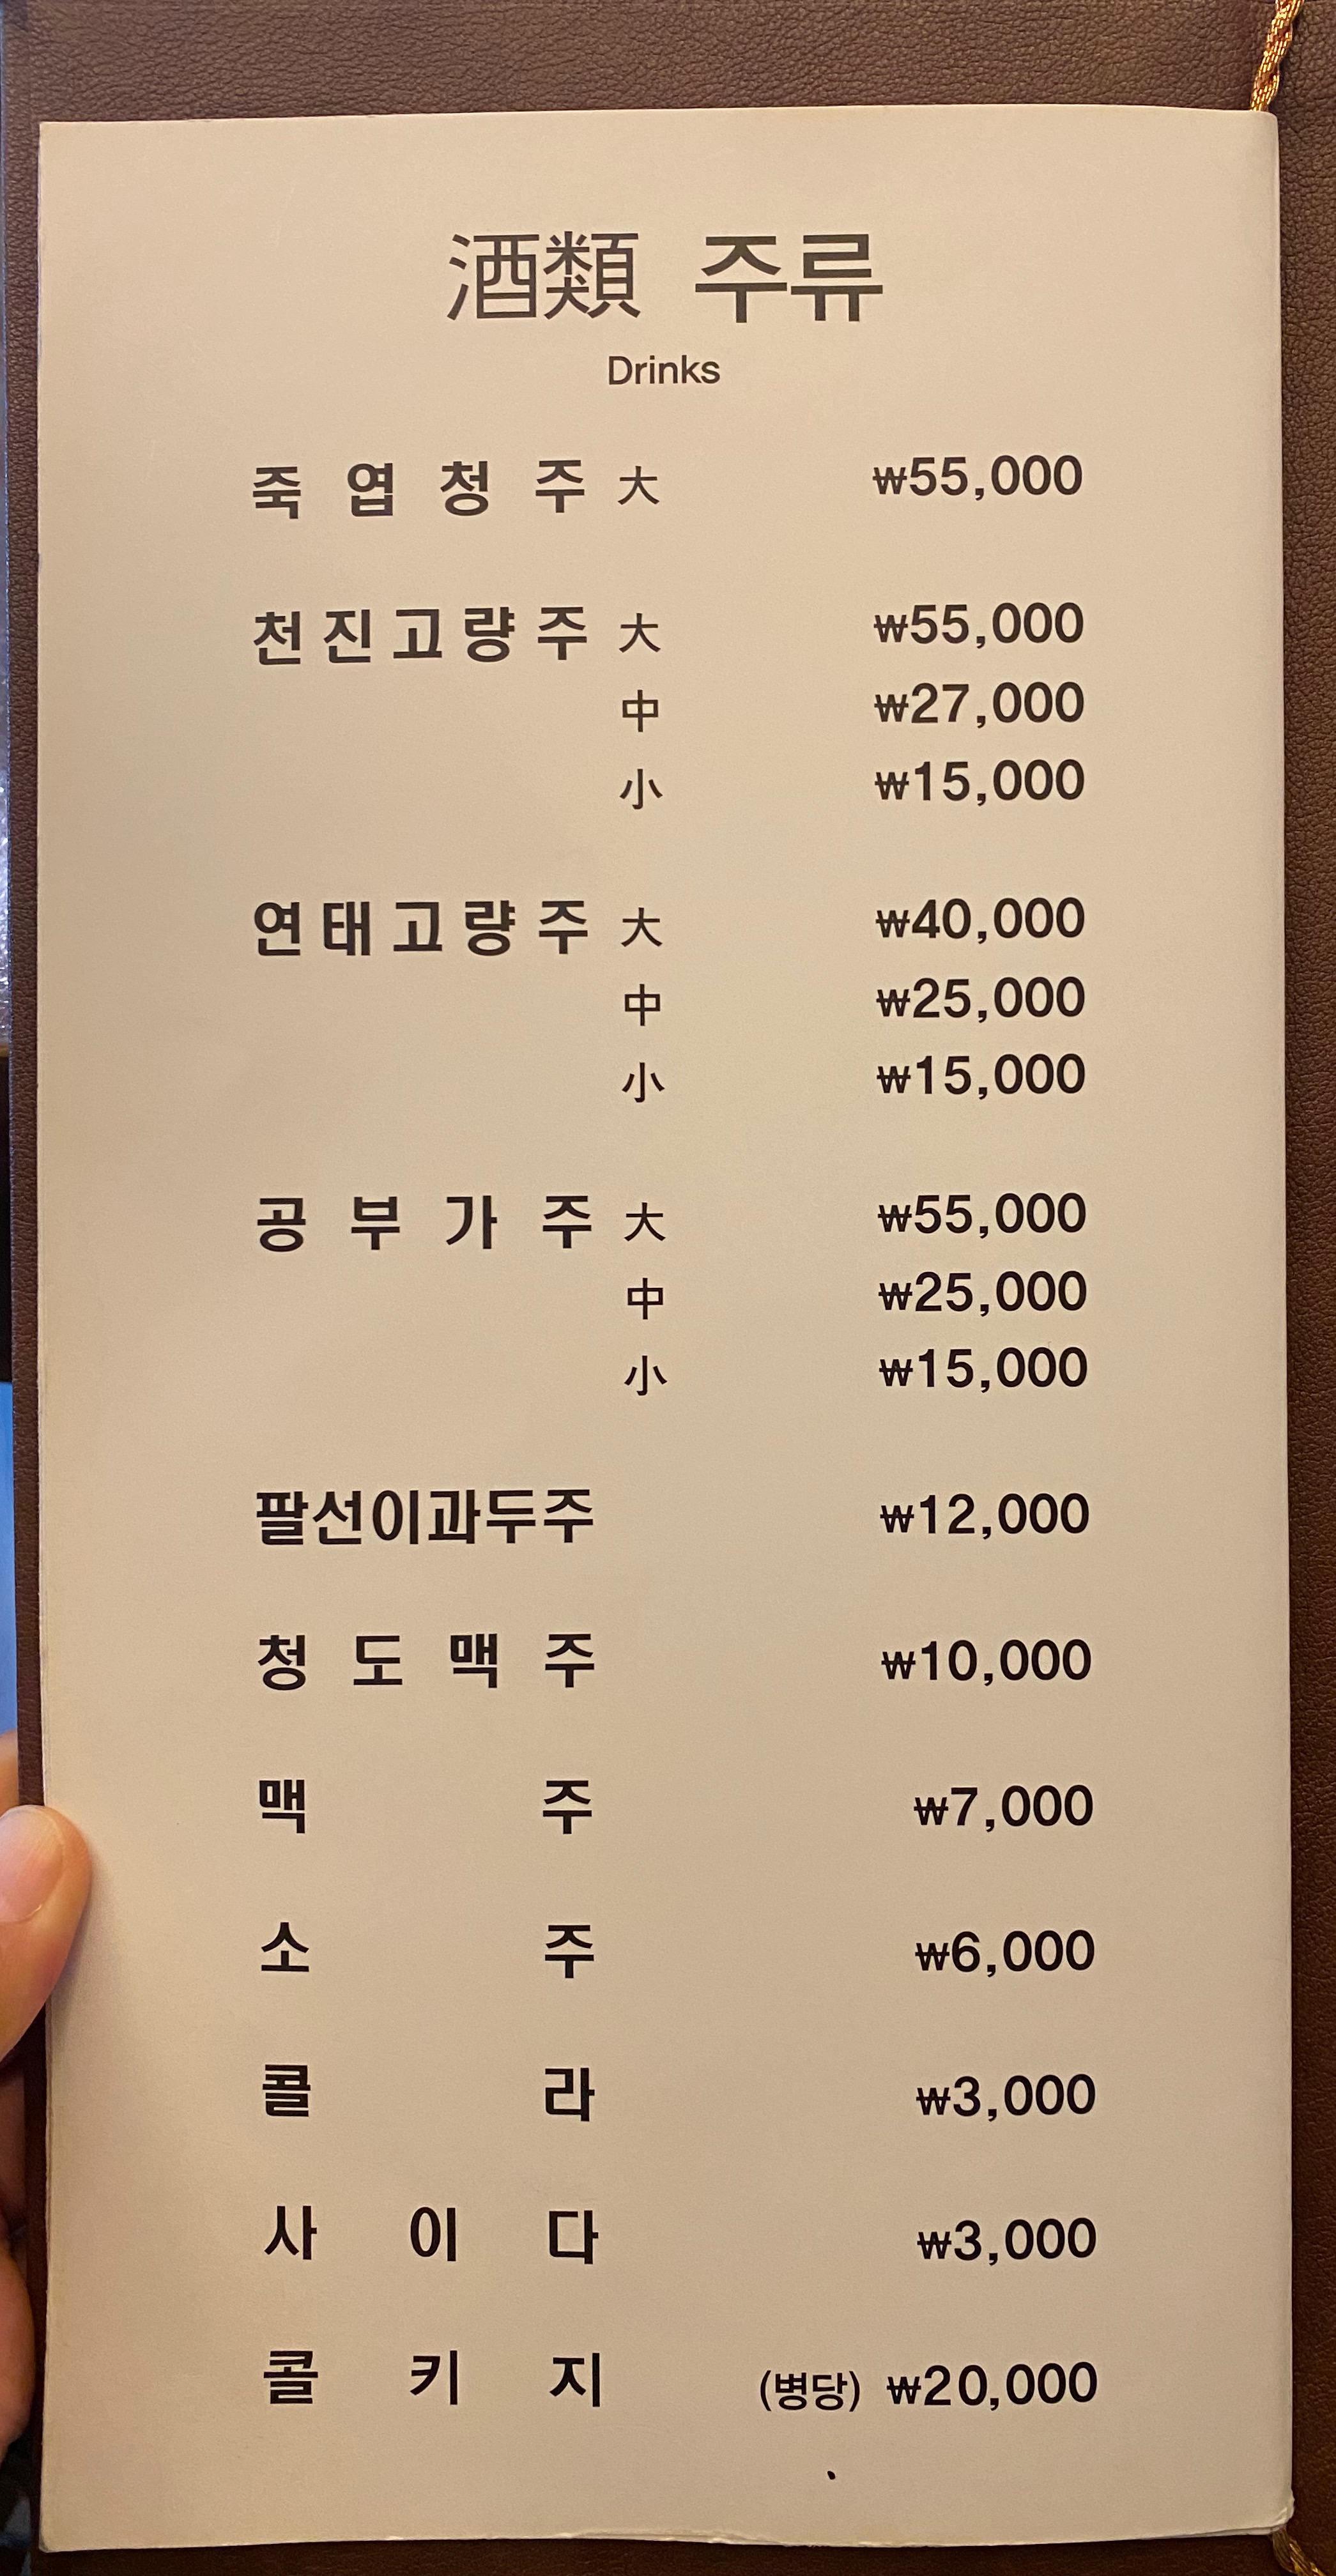 酒類 주류
Drinks
죽엽청주 大 ₩55,000
천진고량주 大 ₩55,000
中 ₩27,000
小 ₩15,000
연태고량주 大 ₩40,000
中 ₩25,000
小 ₩15,000
공부가주 大 ₩55,000
中 ₩25,000
小 ₩15,000
팔선이과두주 ₩12,000
청도맥주 ₩10,000
맥주 ₩7,000
소주 ₩6,000
콜라 ₩3,000
사이다 ₩3,000
콜키지 (병당) ₩20,000